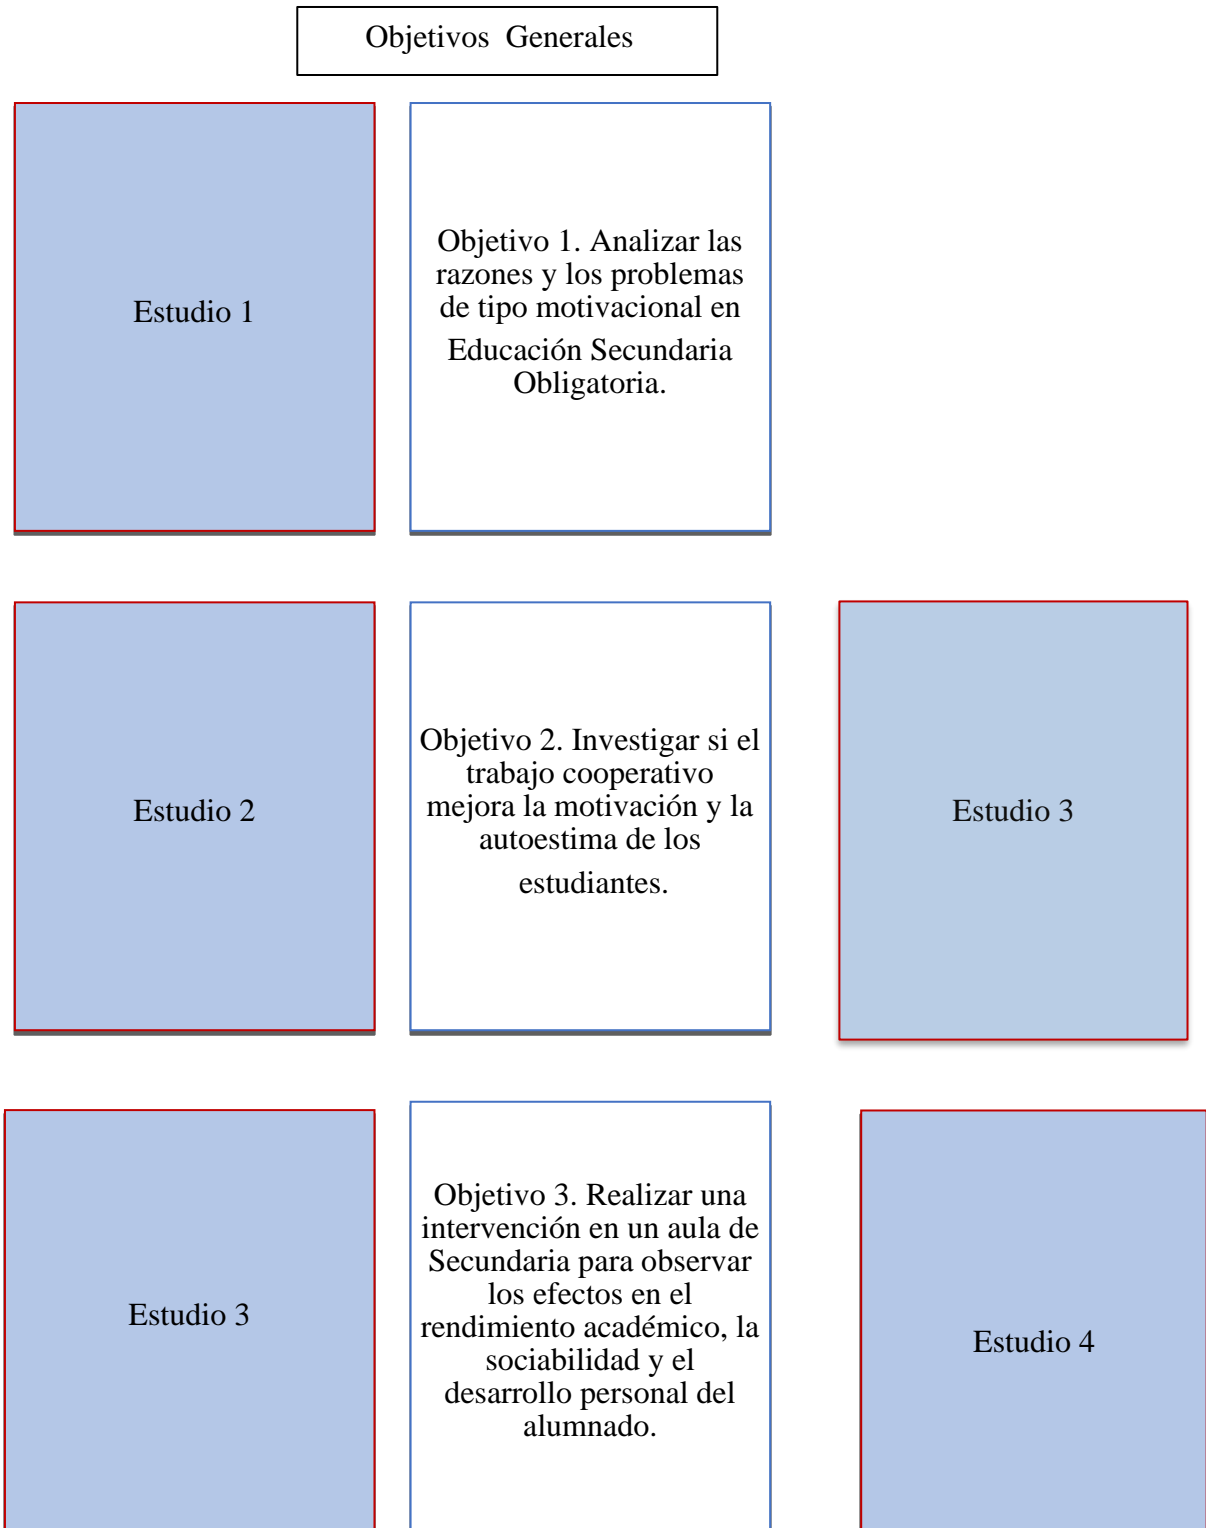 Objetivos Generales
Estudio 1
Objetivo 1. Analizar las
razones y los problemas
de tipo motivacional en
Educación Secundaria
Obligatoria.
Estudio 2
Objetivo 2. Investigar si el
trabajo cooperativo
mejora la motivación y la
autoestima de los
estudiantes.
Estudio 3
Estudio 3
Objetivo 3. Realizar una
intervención en un aula de
Secundaria para observar
los efectos en el
rendimiento académico, la
sociabilidad y el
desarrollo personal del
alumnado.
Estudio 4